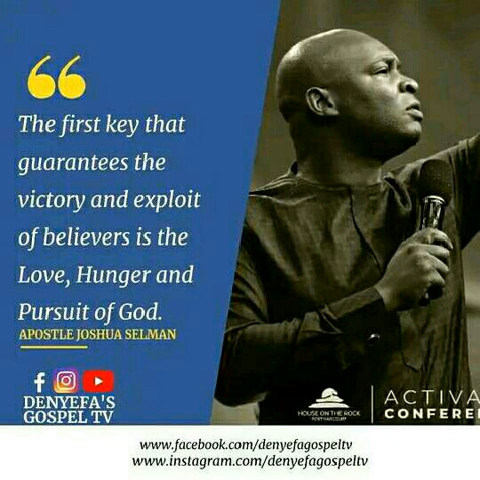 The first key that
guarantees the
victory and exploit
of believers is the
Love, Hunger and
Pursuit of God.
APOSTLE JOSHUA SELMAN
DENYEFA'S
GOSPEL TV
HOUSE ON THE ROCK
PORT HARCOURT
ACTIVA
CONFERE
www.facebook.com/denyefagospeltv
www.instagram.com/denyefagospeltv